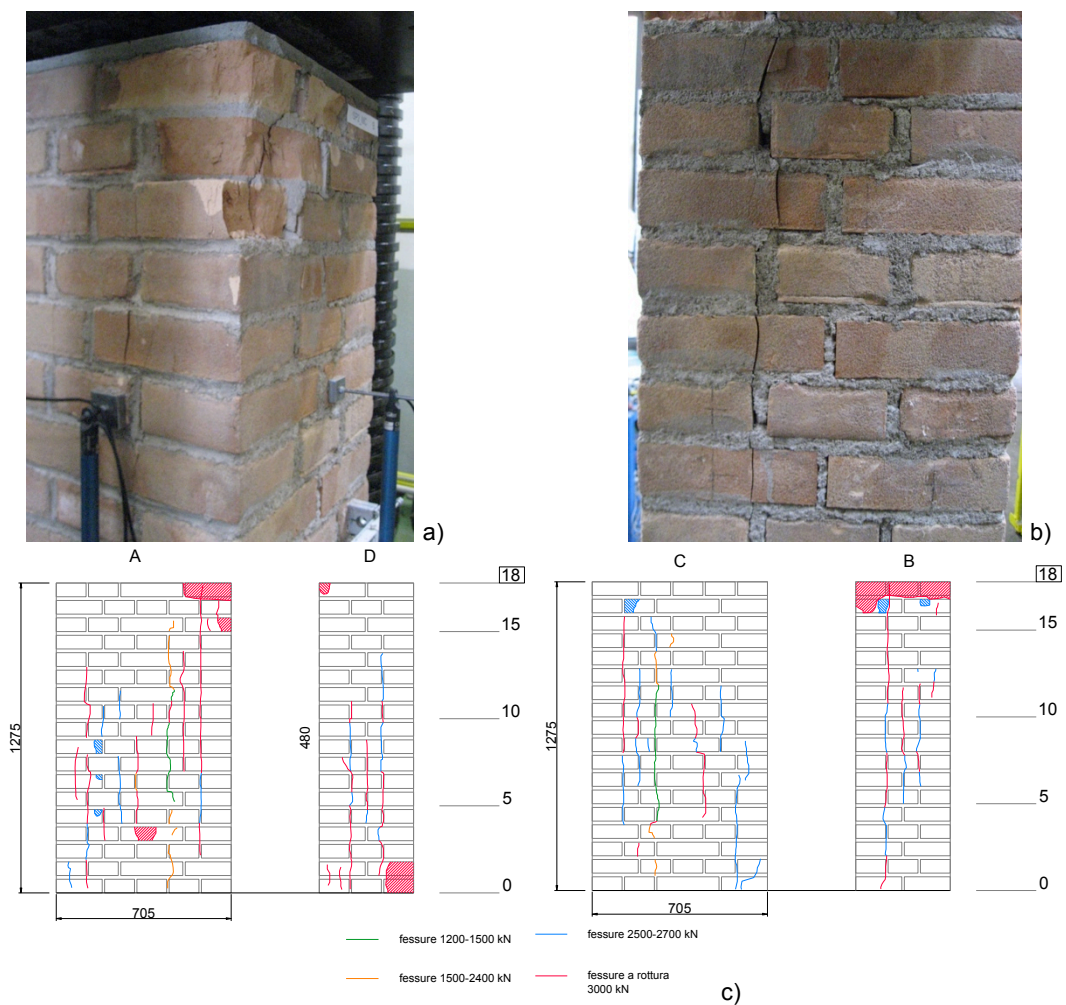 a)
b)
A
D
C
B
18
15
10
5
0
1275
480
705
18
15
10
5
0
1275
705
fessure 1200-1500 kN
fessure 2500-2700 kN
fessure 1500-2400 kN
fessure a rottura
3000 kN
c)